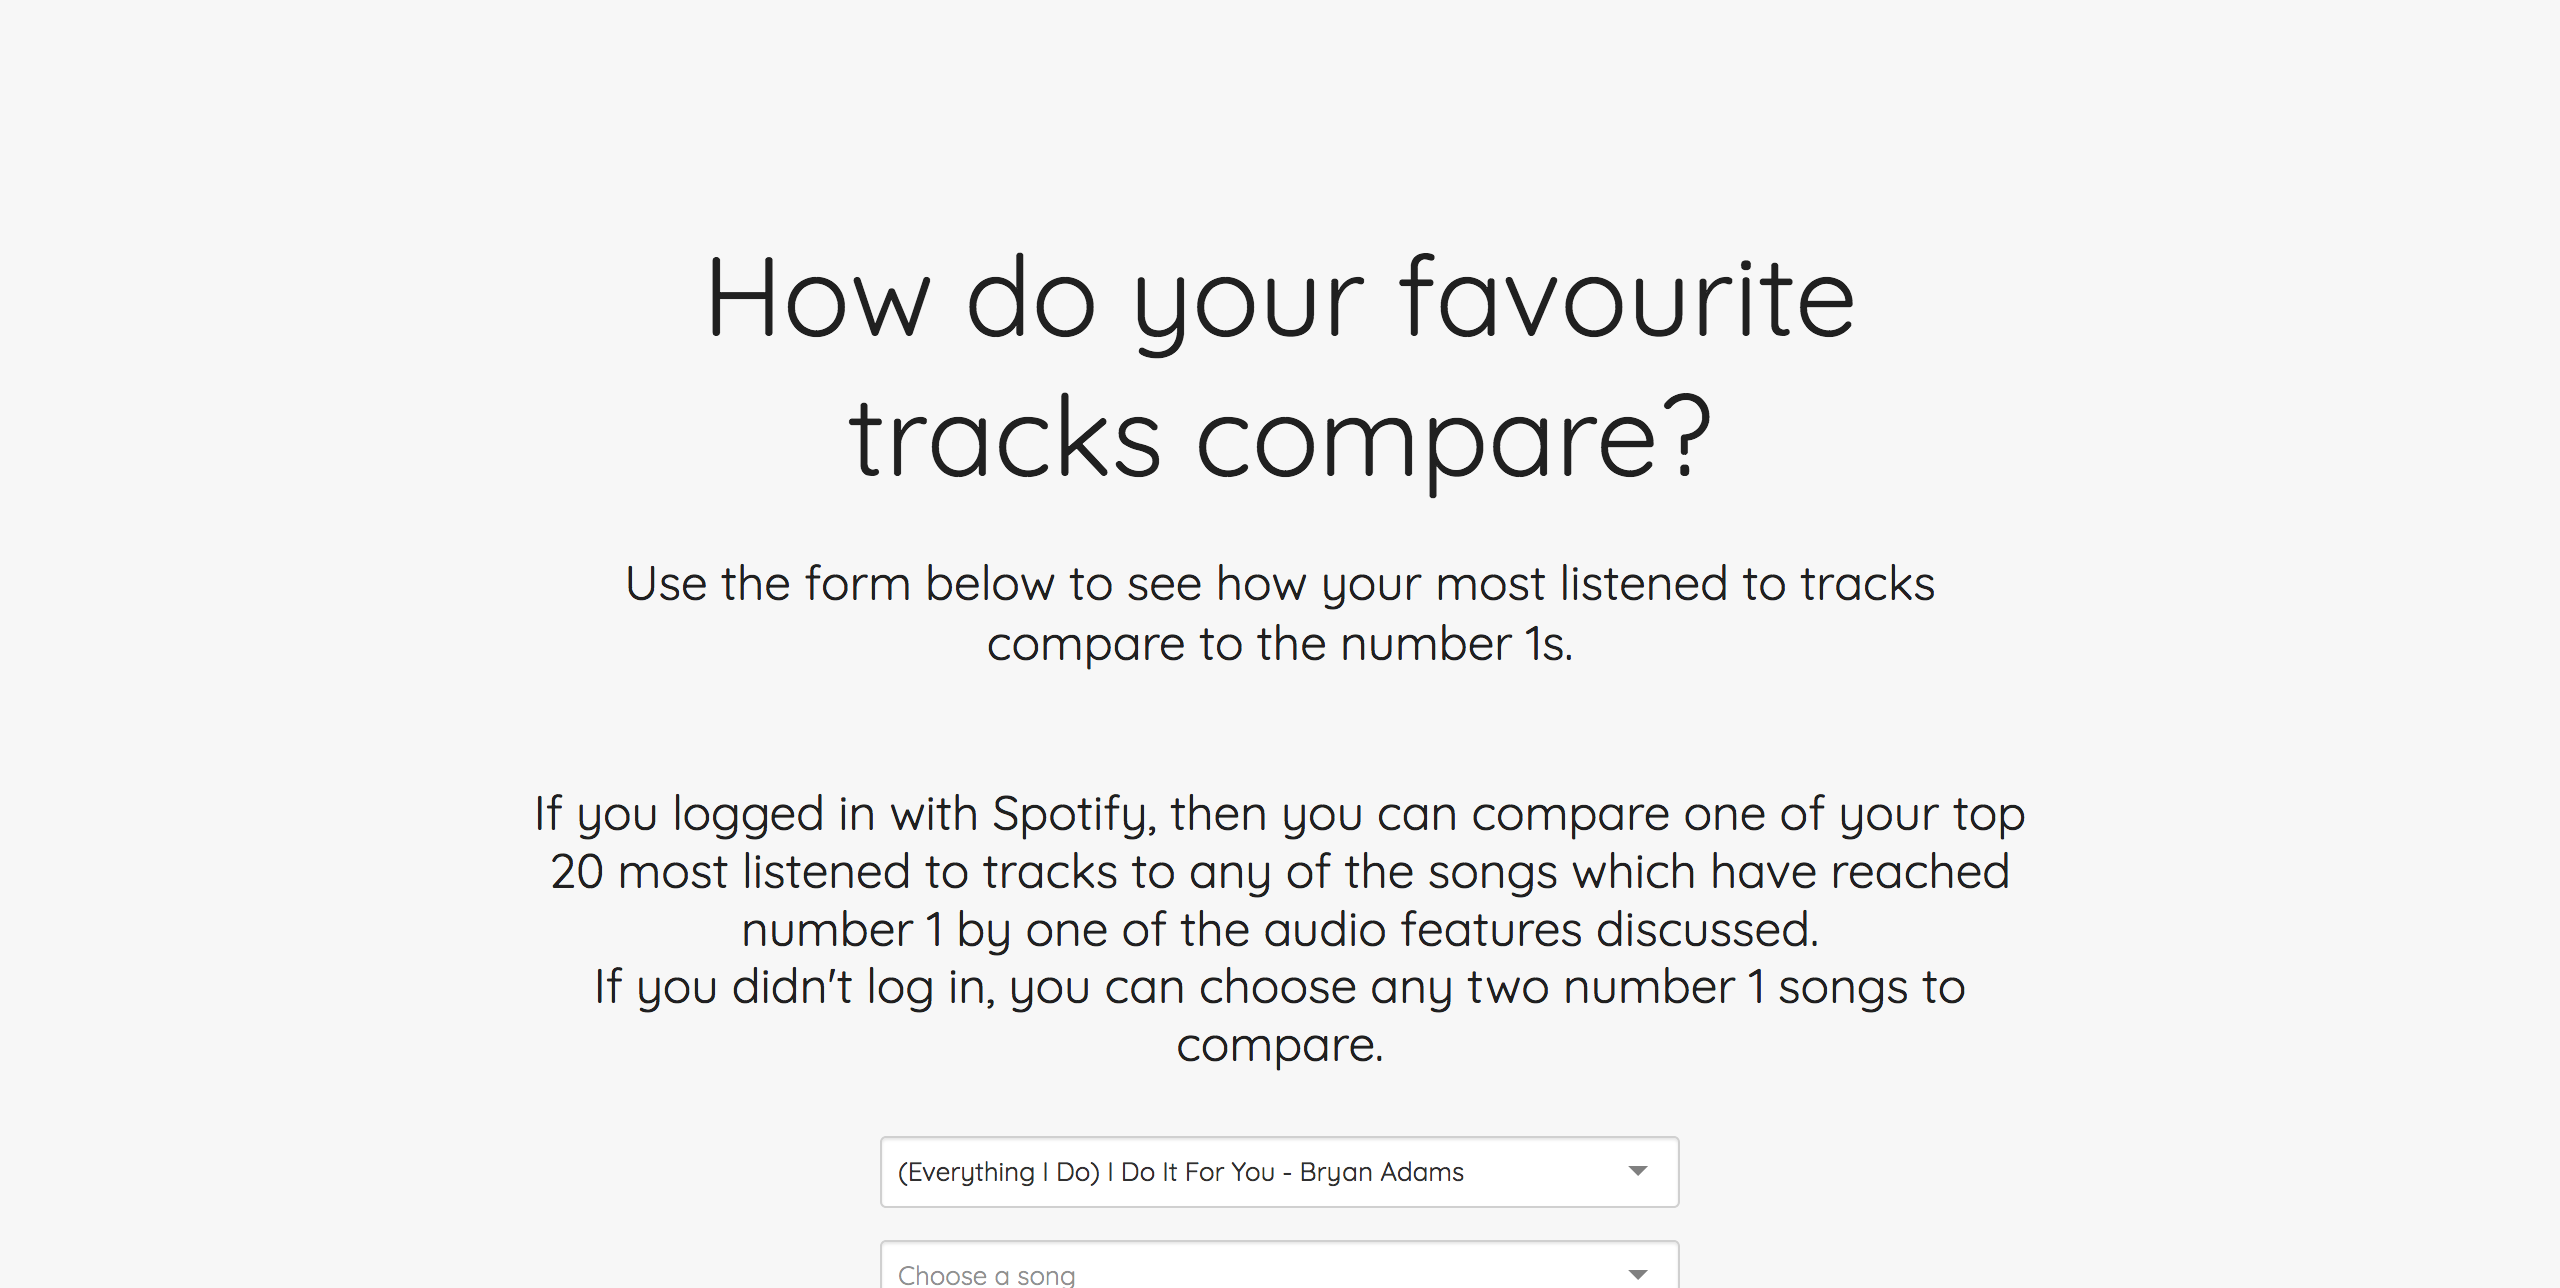 How do your favourite
tracks compare?
Use the form below to see how your most listened to tracks
compare to the number 1s.
If you logged in with Spotify, then you can compare one of your top
20 most listened to tracks to any of the songs which have reached
number 1 by one of the audio features discussed.
If you didn't log in, you can choose any two number 1 songs to
compare.
(Everything I Do) I Do It For You - Bryan Adams
Choose a song